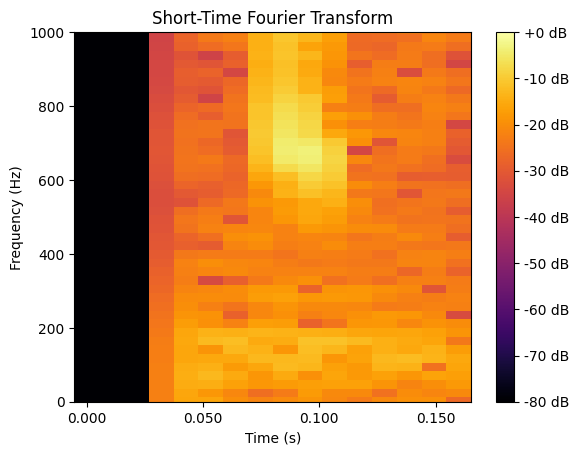 Short-Time Fourier Transform
1000
800
600
400
200
0
Frequency (Hz)
0.000
0.050
0.100
0.150
Time (s)
+0 dB
-10 dB
-20 dB
-30 dB
-40 dB
-50 dB
-60 dB
-70 dB
-80 dB